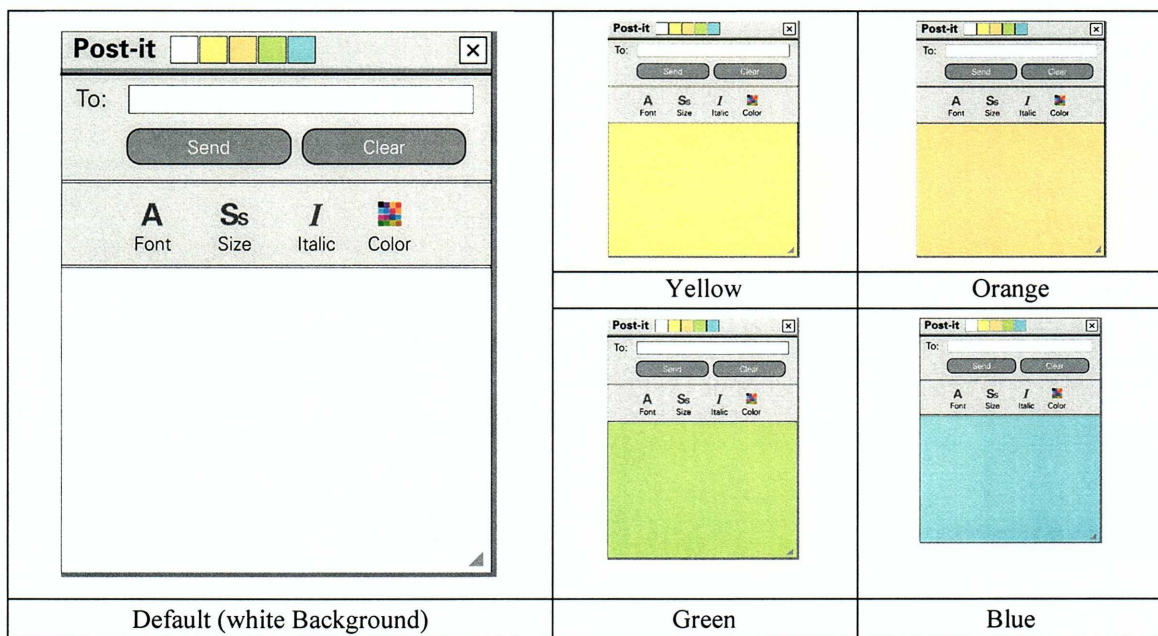 Post-it
To:
Send Clear
A Ss I
Font Size Italic Color
Default (white Background)
Post-it
To:
Send Clear
A Ss I
Font Size Italic Color
Yellow
Post-it
To:
Send Clear
A Ss I
Font Size Italic Color
Orange
Post-it
To:
Send Clear
A Ss I
Font Size Italic Color
Green
Post-it
To:
Send Clear
A Ss I
Font Size Italic Color
Blue